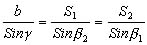 b/Sinγ = S₁/Sinβ₂ = S₂/Sinβ₁